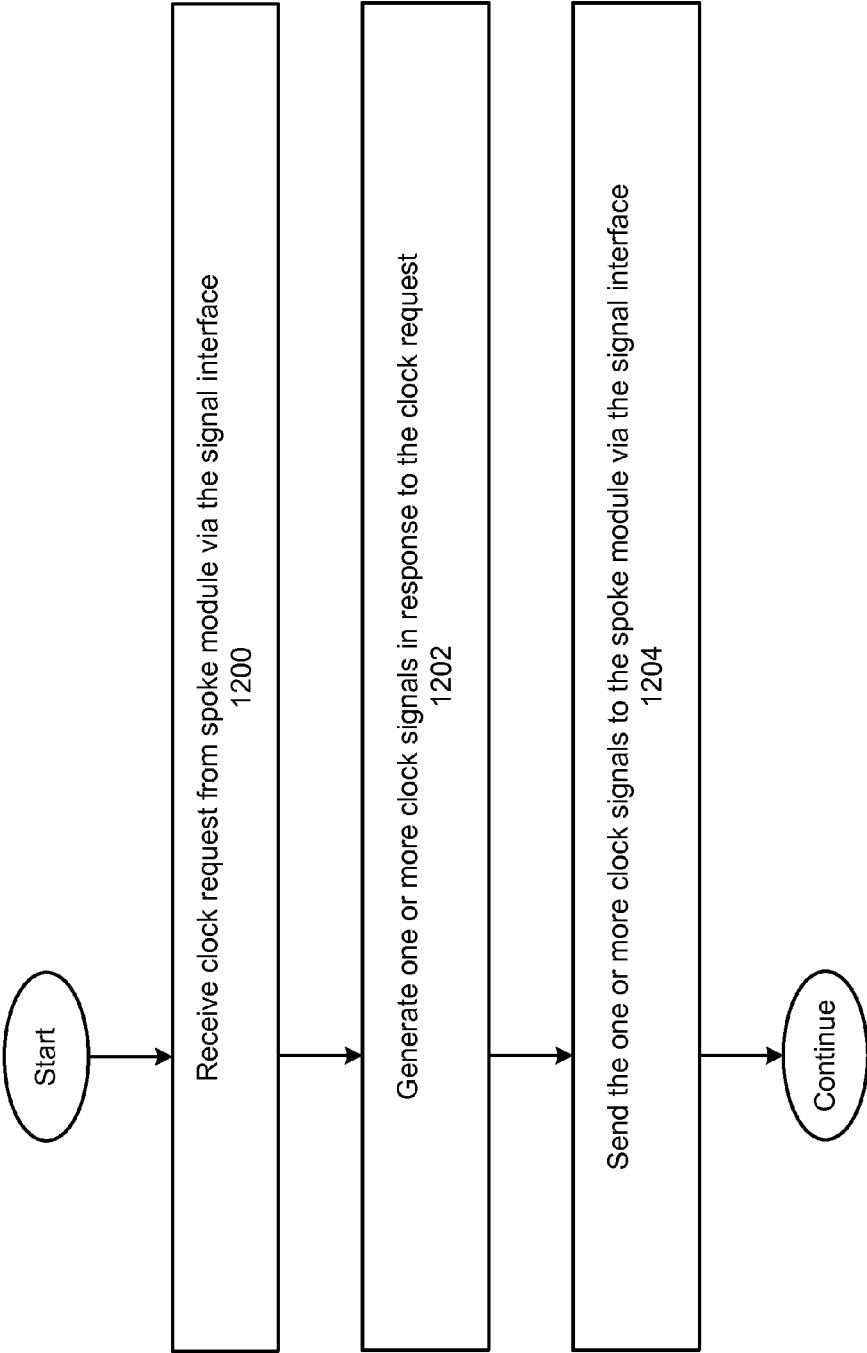 Start
Receive clock request from spoke module via the signal interface
1200
Generate one or more clock signals in response to the clock request
1202
Send the one or more clock signals to the spoke module via the signal interface
1204
Continue